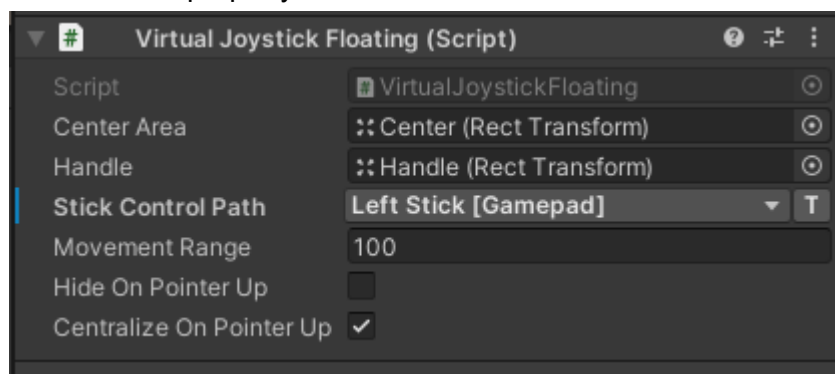 Virtual Joystick Floating (Script)
Script VirtualJoystickFloating
Center Area Center (Rect Transform)
Handle Handle (Rect Transform)
Stick Control Path Left Stick [Gamepad] T
Movement Range 100
Hide On Pointer Up
Centralize On Pointer Up